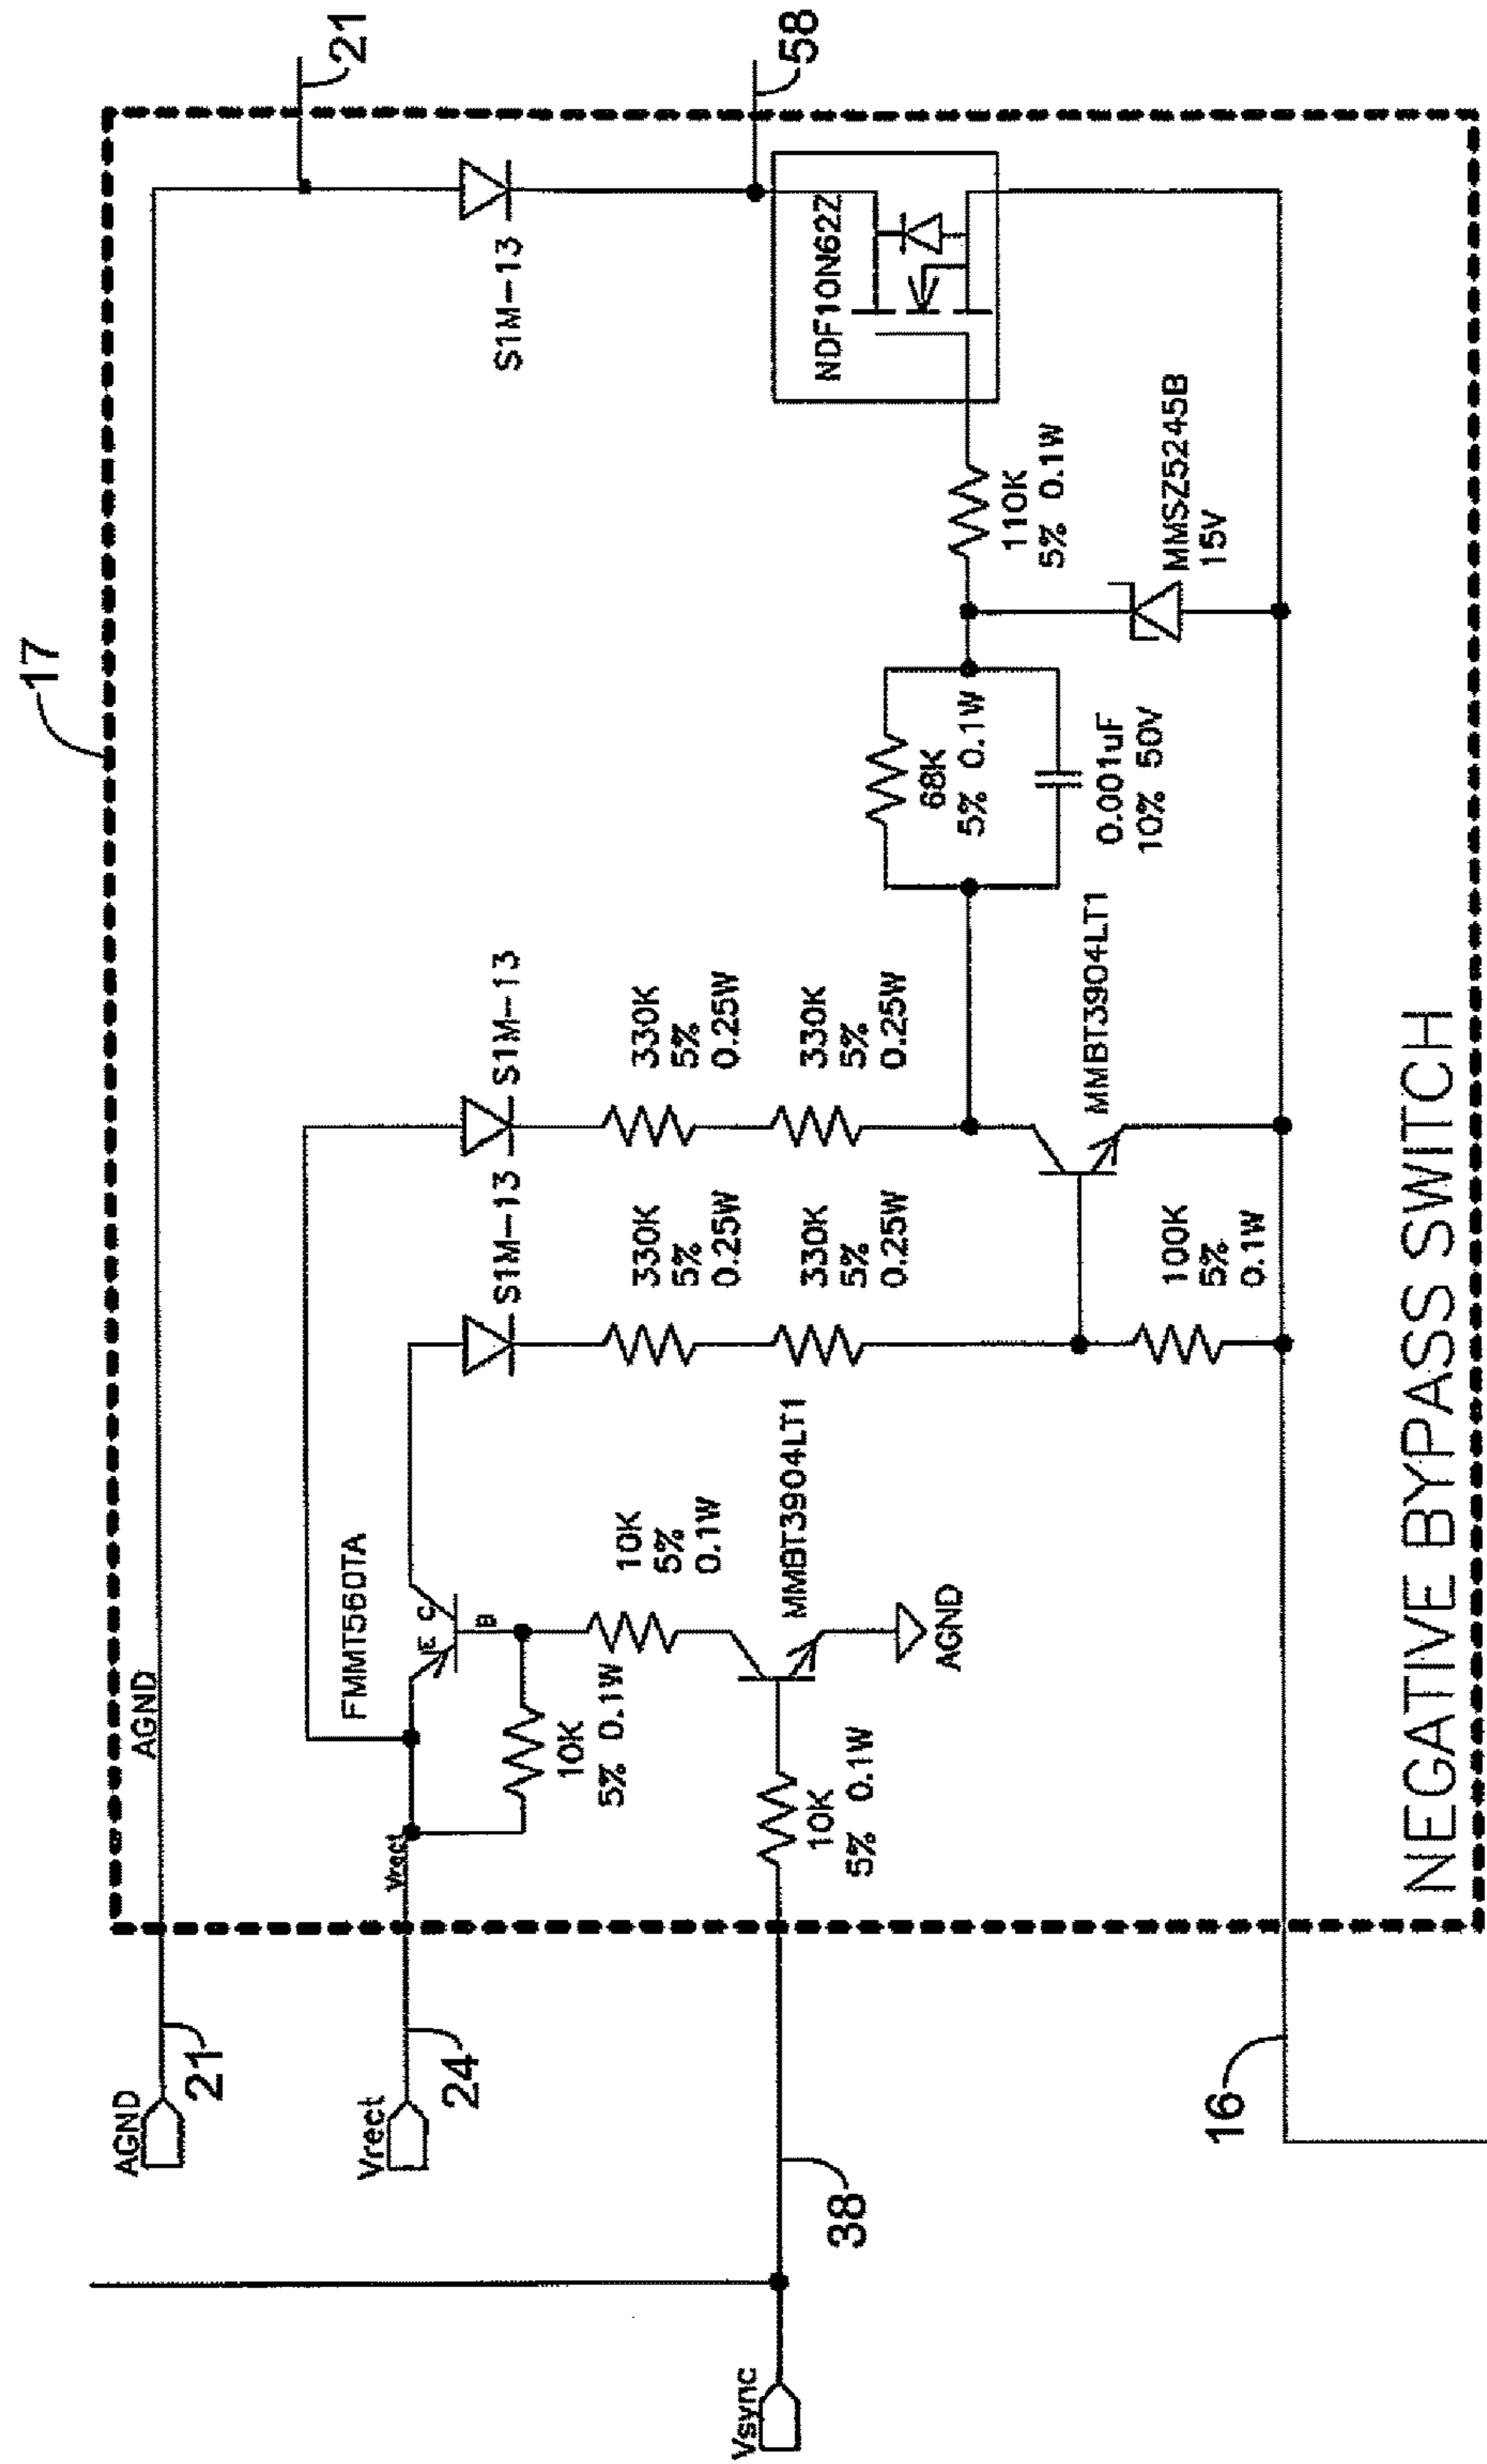 17
21
58
AGND
21
AGND
Vrect
24
Vrect
Vsync
38
16
FMMT560TA
E
C
B
10K
5% 0.1W
10K
5%
0.1W
10K
5% 0.1W
MMBT3904LT1
AGND
S1M-13
S1M-13
S1M-13
330K
5%
0.25W
330K
5%
0.25W
330K
5%
0.25W
330K
5%
0.25W
100K
5%
0.1W
MMBT3904LT1
68K
5% 0.1W
0.001uF
10% 50V
110K
5% 0.1W
MMSZ5245B
15V
NDF10N62Z
NEGATIVE BYPASS SWITCH